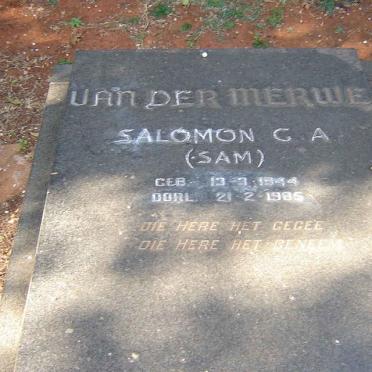 VAN DER MERWE
SALOMON G A
(SAM)
GEB. 13-3-1944
OORL. 21-2-1985
DIE HERE HET GEGEE
DIE HERE HET GENEEM